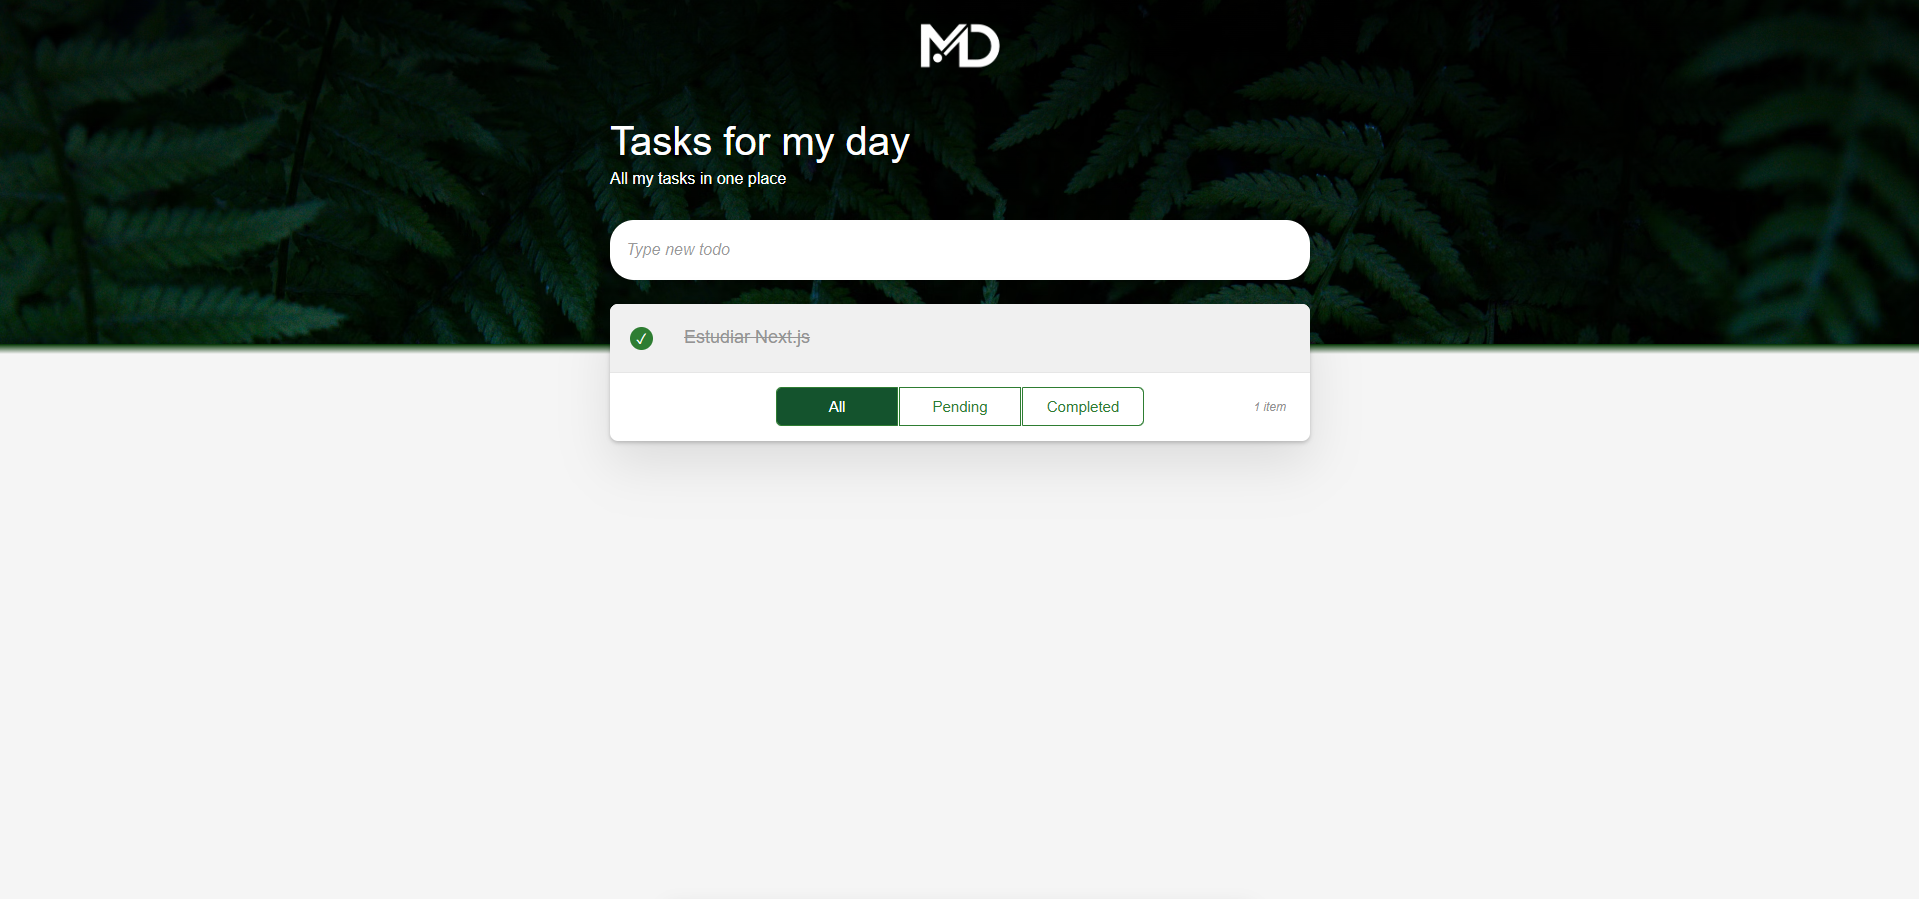 MD
Tasks for my day
All my tasks in one place
Type new todo
✓ Estudiar Next.js
All Pending Completed 1 item